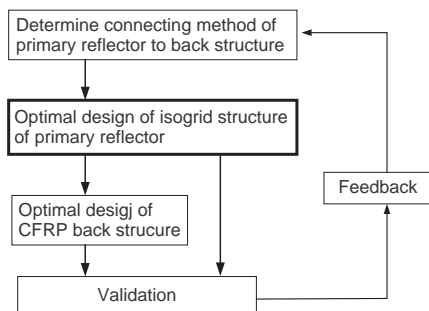 Determine connecting method of
primary reflector to back structure
Optimal design of isogrid structure
of primary reflector
Feedback
Optimal desigj of
CFRP back strucure
Validation